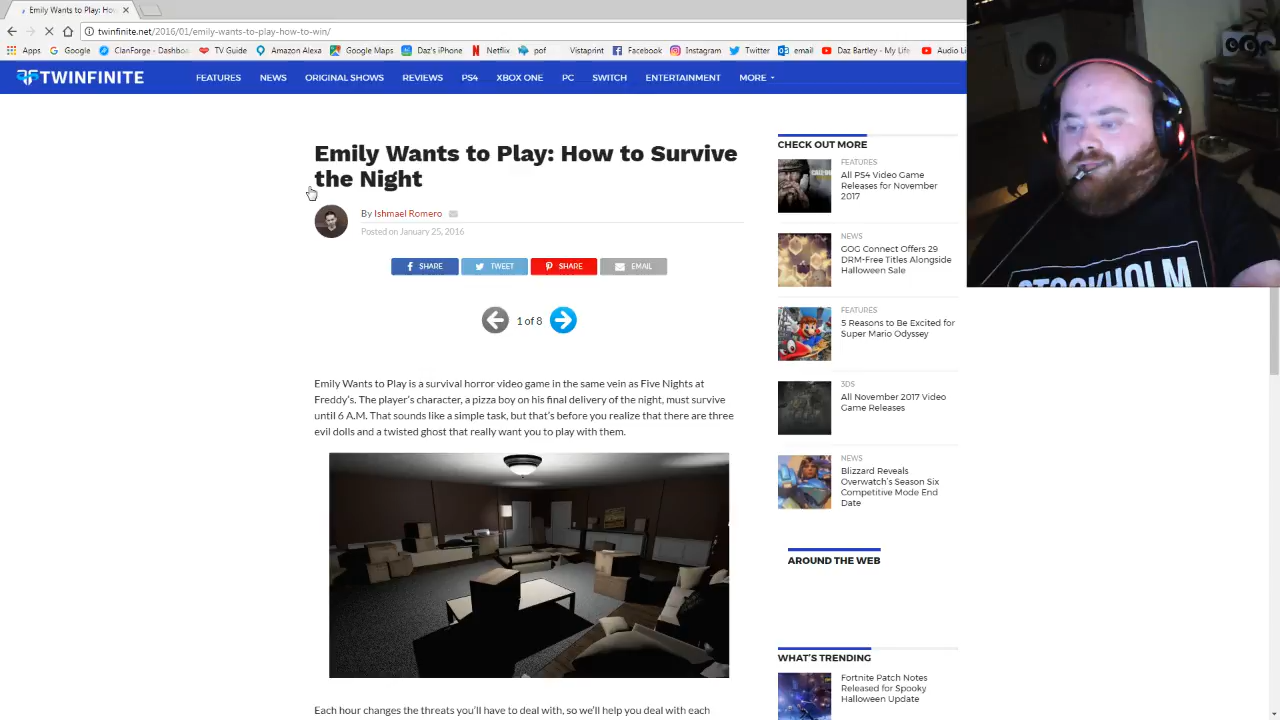 Emily Wants to Play: Ho
twinfinite.net/2016/01/emily-wants-to-play-how-to-win/
Apps Google ClanForge - Dashbo TV Guide Amazon Alexa Google Maps Daz's iPhone Netflix pof Vistaprint Facebook Instagram Twitter email Daz Bartley - My Life Audio Li
TWINFINITE FEATURES NEWS ORIGINAL SHOWS REVIEWS PS4 XBOX ONE PC SWITCH ENTERTAINMENT MORE
Emily Wants to Play: How to Survive
the Night
By Ishmael Romero
Posted on January 25, 2016
SHARE TWEET SHARE EMAIL
1 of 8
Emily Wants to Play is a survival horror video game in the same vein as Five Nights at
Freddy's. The player's character, a pizza boy on his final delivery of the night, must survive
until 6 A.M. That sounds like a simple task, but that's before you realize that there are three
evil dolls and a twisted ghost that really want you to play with them.
Each hour changes the threats you'll have to deal with, so we'll help you deal with each
CHECK OUT MORE
FEATURES
All PS4 Video Game
Releases for November
2017
NEWS
GOG Connect Offers 29
DRM-Free Titles Alongside
Halloween Sale
FEATURES
5 Reasons to Be Excited for
Super Mario Odyssey
3DS
All November 2017 Video
Game Releases
NEWS
Blizzard Reveals
Overwatch's Season Six
Competitive Mode End
Date
AROUND THE WEB
WHAT'S TRENDING
Fortnite Patch Notes
Released for Spooky
Halloween Update
STOCKHOLM